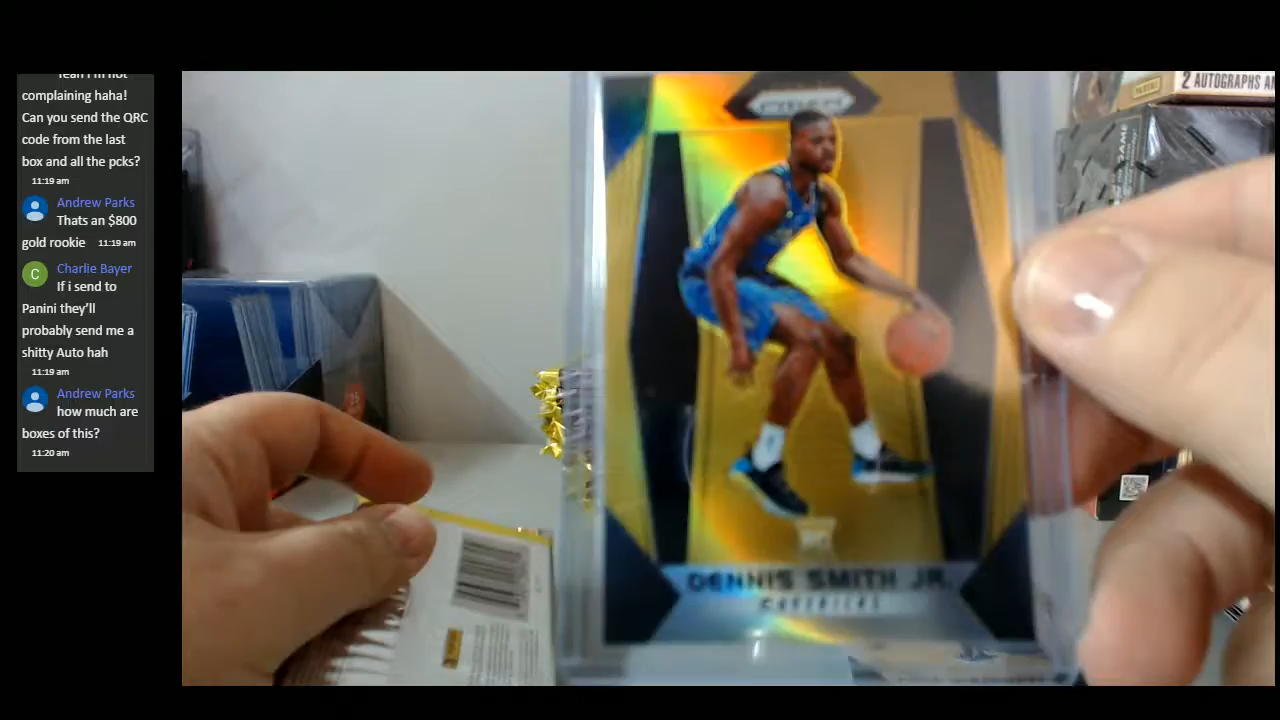 Yeah I'm not
complaining haha!
Can you send the QRC
code from the last
box and all the pcks?
11:19 am
Andrew Parks
Thats an $800
gold rookie 11:19 am
C
Charlie Bayer
If i send to
Panini they'll
probably send me a
shitty Auto hah
11:19 am
Andrew Parks
how much are
boxes of this?
11:20 am
PRIZM
DENNIS SMITH JR.
MAVERICKS
2 AUTOGRAPHS AN